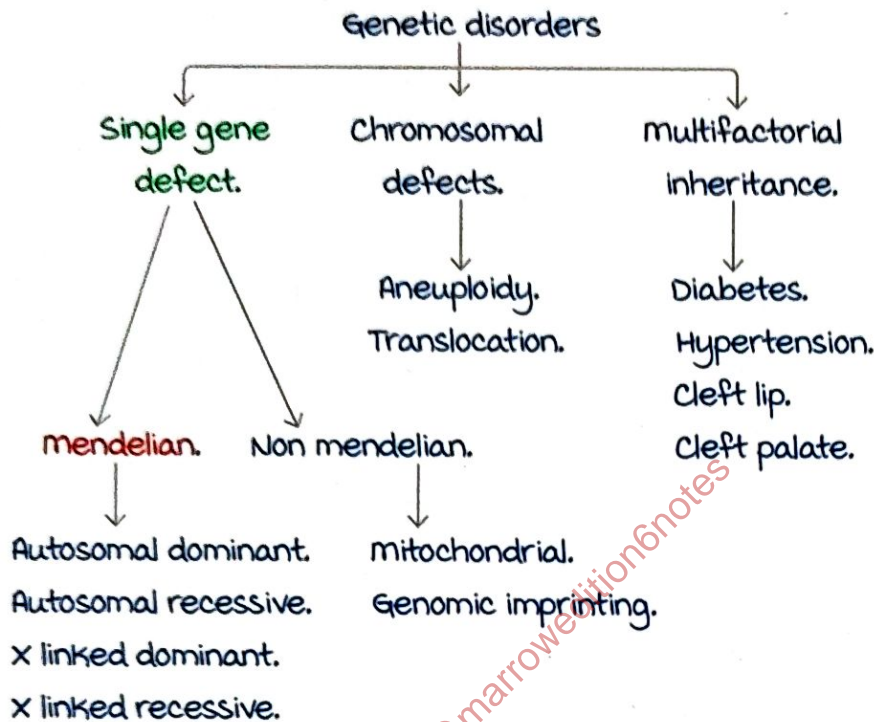 Genetic disorders
Single gene
defect.
Chromosomal
defects.
multifactorial
inheritance.
Aneuploidy.
Translocation.
Diabetes.
Hypertension.
Cleft lip.
Cleft palate.
mendelian.
Non mendelian.
Autosomal dominant.
Autosomal recessive.
X linked dominant.
X linked recessive.
mitochondrial.
Genomic imprinting.
@marrowedition6notes